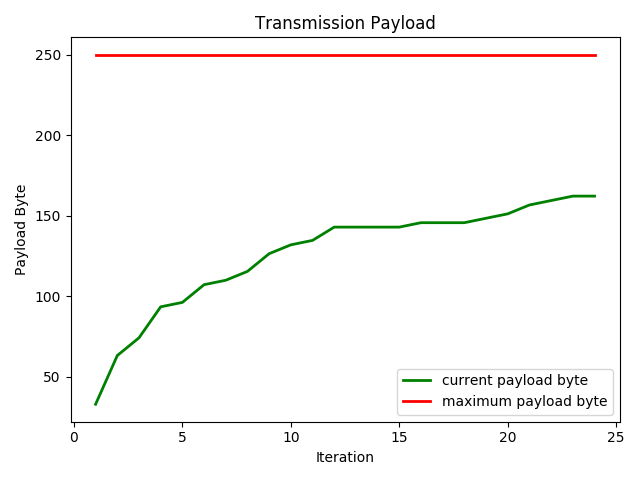 Transmission Payload
250
200
150
100
50
Payload Byte
0
5
10
15
20
25
Iteration
current payload byte
maximum payload byte